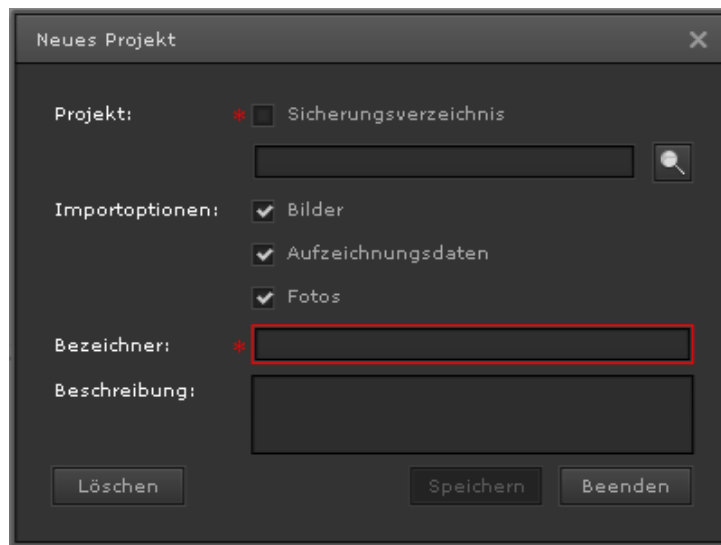 Neues Projekt
Projekt: * Sicherungsverzeichnis
Importoptionen: Bilder
Aufzeichnungsdaten
Fotos
Bezeichner: *
Beschreibung:
Löschen Speichern Beenden